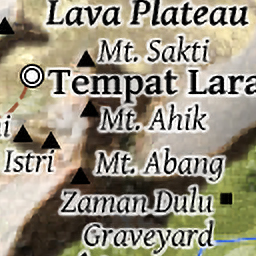 Lava Plateau
Mt. Sakti
Tempat Lara
Mt. Ahik
Istri
Mt. Abang
Zaman Dulu
Graveyard